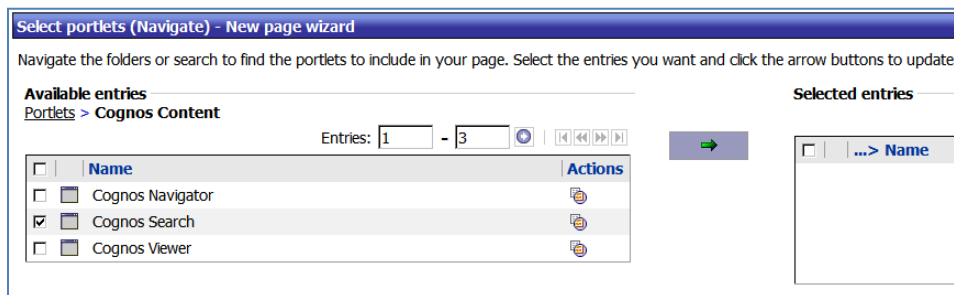 Select portlets (Navigate) - New page wizard
Navigate the folders or search to find the portlets to include in your page. Select the entries you want and click the arrow buttons to update
Available entries
Portlets > Cognos Content
Entries: 1 - 3
Name Actions
Cognos Navigator
Cognos Search
Cognos Viewer
Selected entries
...> Name